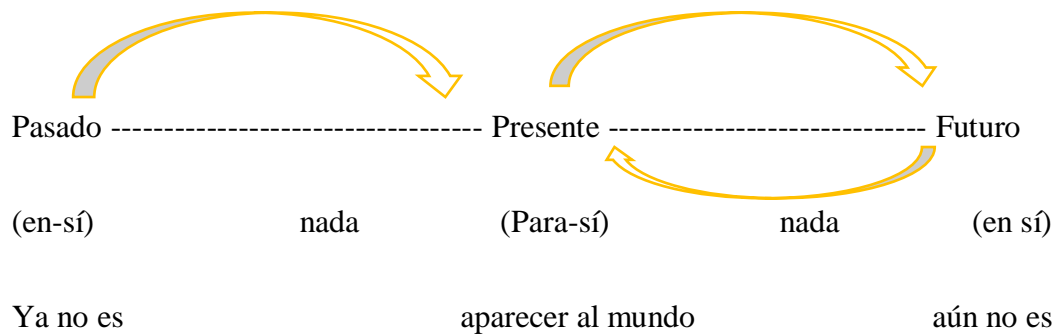 Pasado -------------------------------- Presente --------------------------- Futuro
(en-sí) nada (Para-sí) nada (en sí)
Ya no es aparecer al mundo aún no es